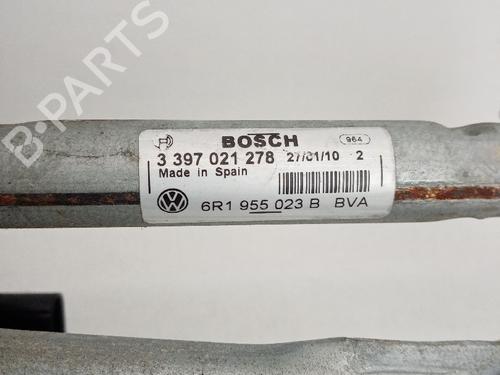 B-PARTS
BOSCH 964
3 397 021 278 27/01/10 2
Made in Spain
6R1 955 023 B BVA